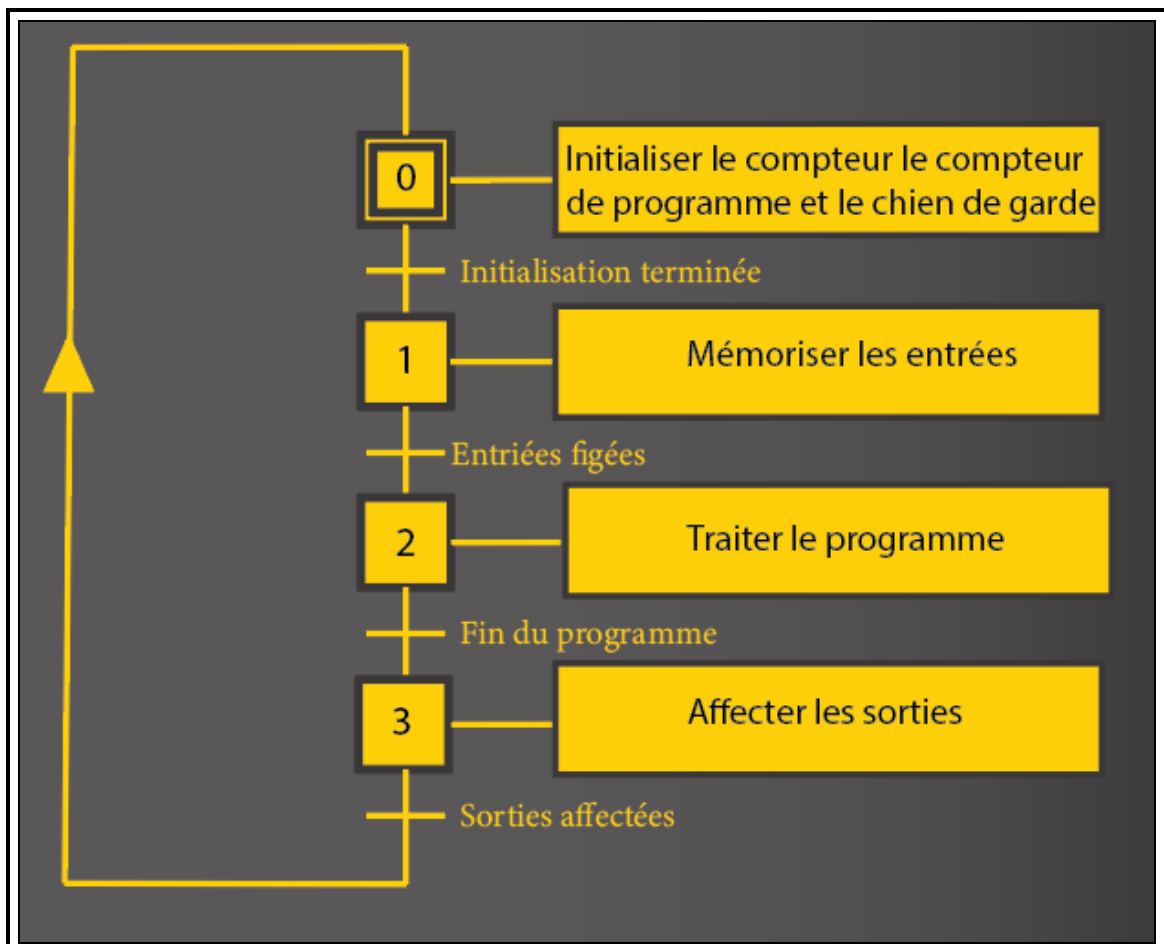 0
Initialiser le compteur le compteur
de programme et le chien de garde
Initialisation terminée
1
Mémoriser les entrées
Entriées figées
2
Traiter le programme
Fin du programme
3
Affecter les sorties
Sorties affectées